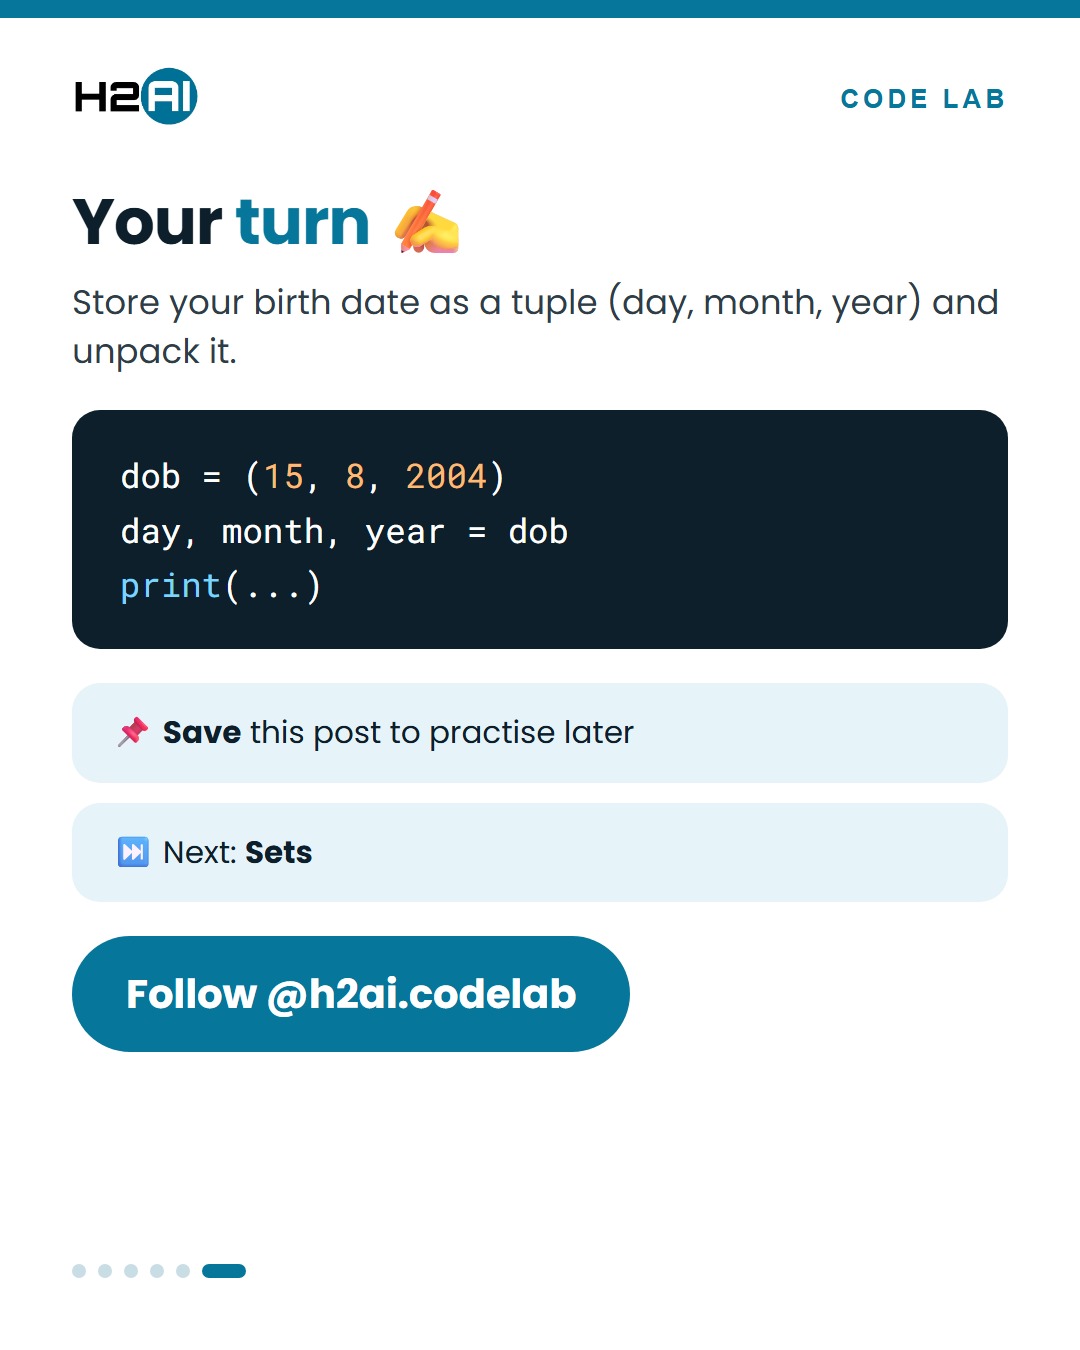 H2AI
CODE LAB
Your turn ✍️
Store your birth date as a tuple (day, month, year) and
unpack it.
dob = (15, 8, 2004)
day, month, year = dob
print(...)
📌 Save this post to practise later
⏭️ Next: Sets
Follow @h2ai.codelab